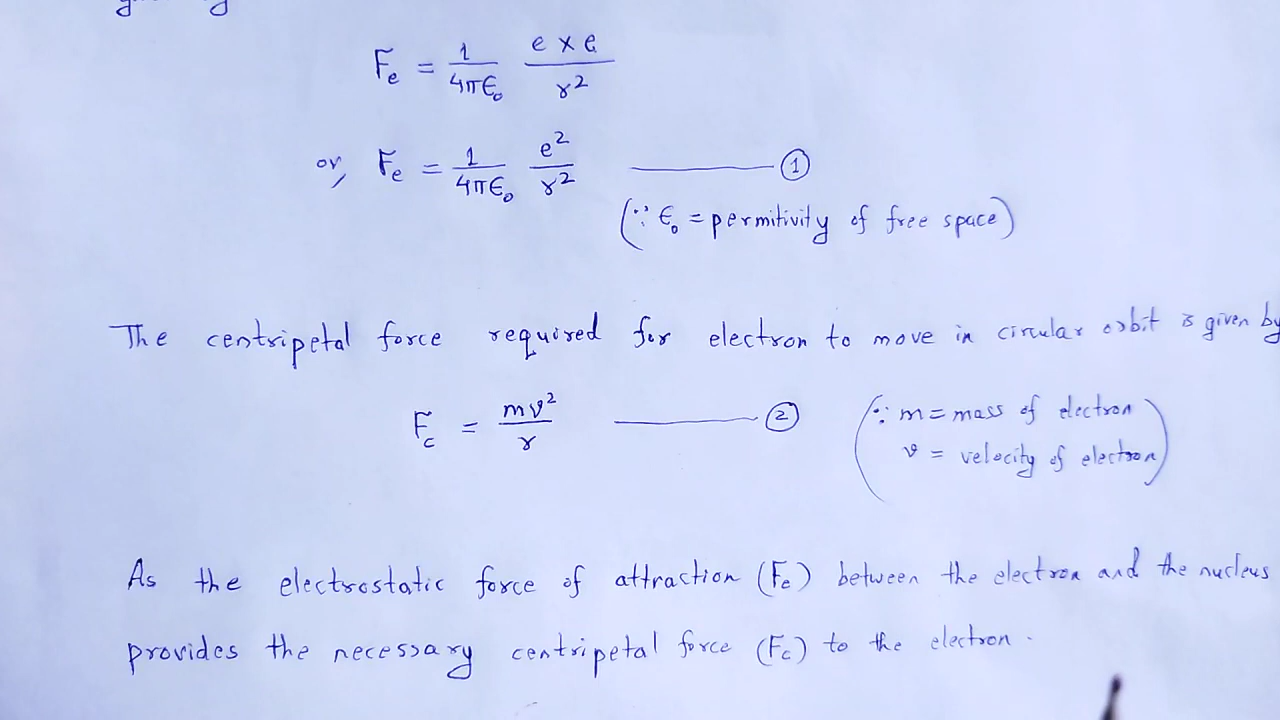 Fₑ = 1/4πϵ₀ e × e/r²
or, Fₑ = 1/4πϵ₀ e²/r² ——— ①
(∵ ϵ₀ = permitivity of free space)
The centripetal force required for electron to move in circular orbit is given by
F_c = mv²/r ——— ②
(∵ m = mass of electron
v = velocity of electron)
As the electrostatic force of attraction (Fₑ) between the electron and the nucleus
provides the necessary centripetal force (F_c) to the electron.